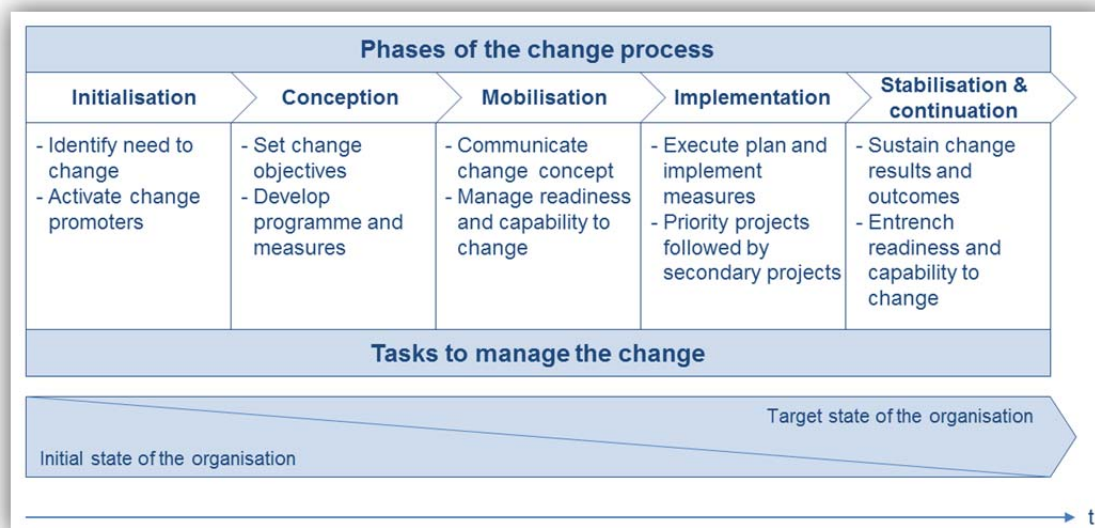 Phases of the change process
Initialisation
Conception
Mobilisation
Implementation
Stabilisation &
continuation
- Identify need to
change
- Activate change
promoters
- Set change
objectives
- Develop
programme and
measures
- Communicate
change concept
- Manage readiness
and capability to
change
- Execute plan and
implement
measures
- Priority projects
followed by
secondary projects
- Sustain change
results and
outcomes
- Entrench
readiness and
capability to
change
Tasks to manage the change
Target state of the organisation
Initial state of the organisation
t